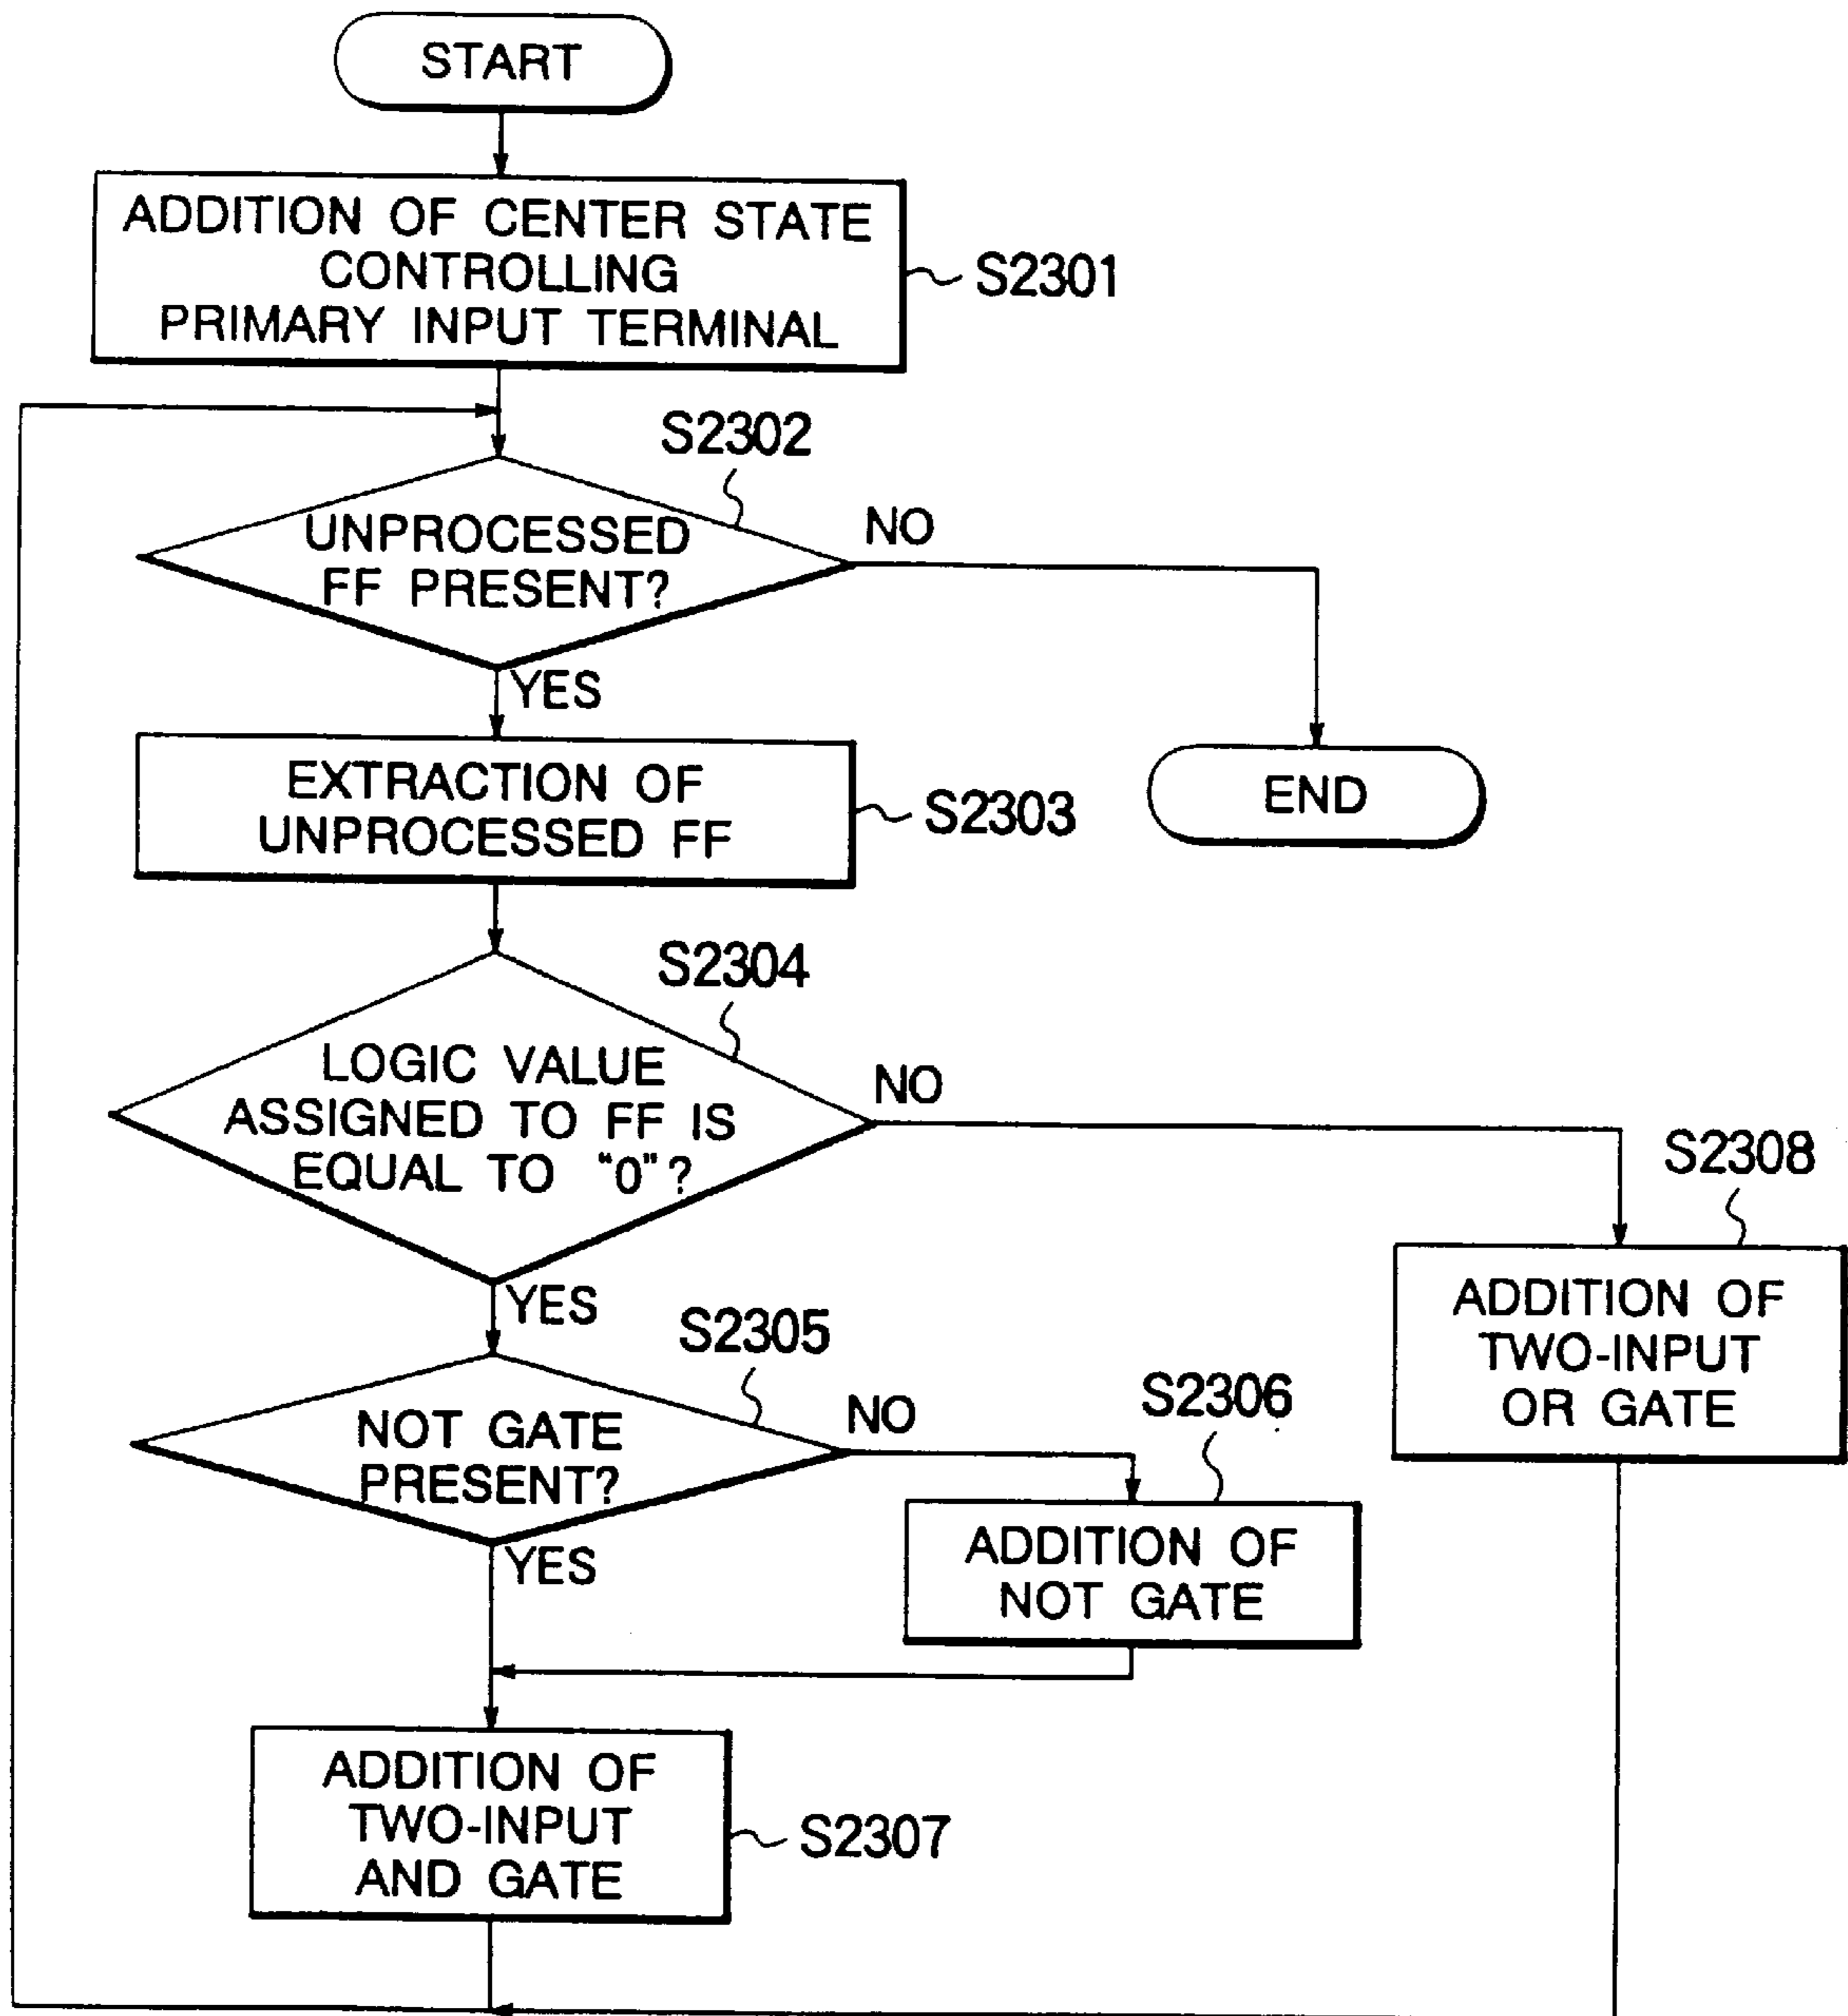 START
ADDITION OF CENTER STATE
CONTROLLING
PRIMARY INPUT TERMINAL
S2301
S2302
UNPROCESSED
FF PRESENT?
NO
YES
EXTRACTION OF
UNPROCESSED FF
S2303
END
S2304
LOGIC VALUE
ASSIGNED TO FF IS
EQUAL TO "0"?
NO
YES
S2308
ADDITION OF
TWO-INPUT
OR GATE
S2305
NOT GATE
PRESENT?
NO
YES
S2306
ADDITION OF
NOT GATE
ADDITION OF
TWO-INPUT
AND GATE
S2307